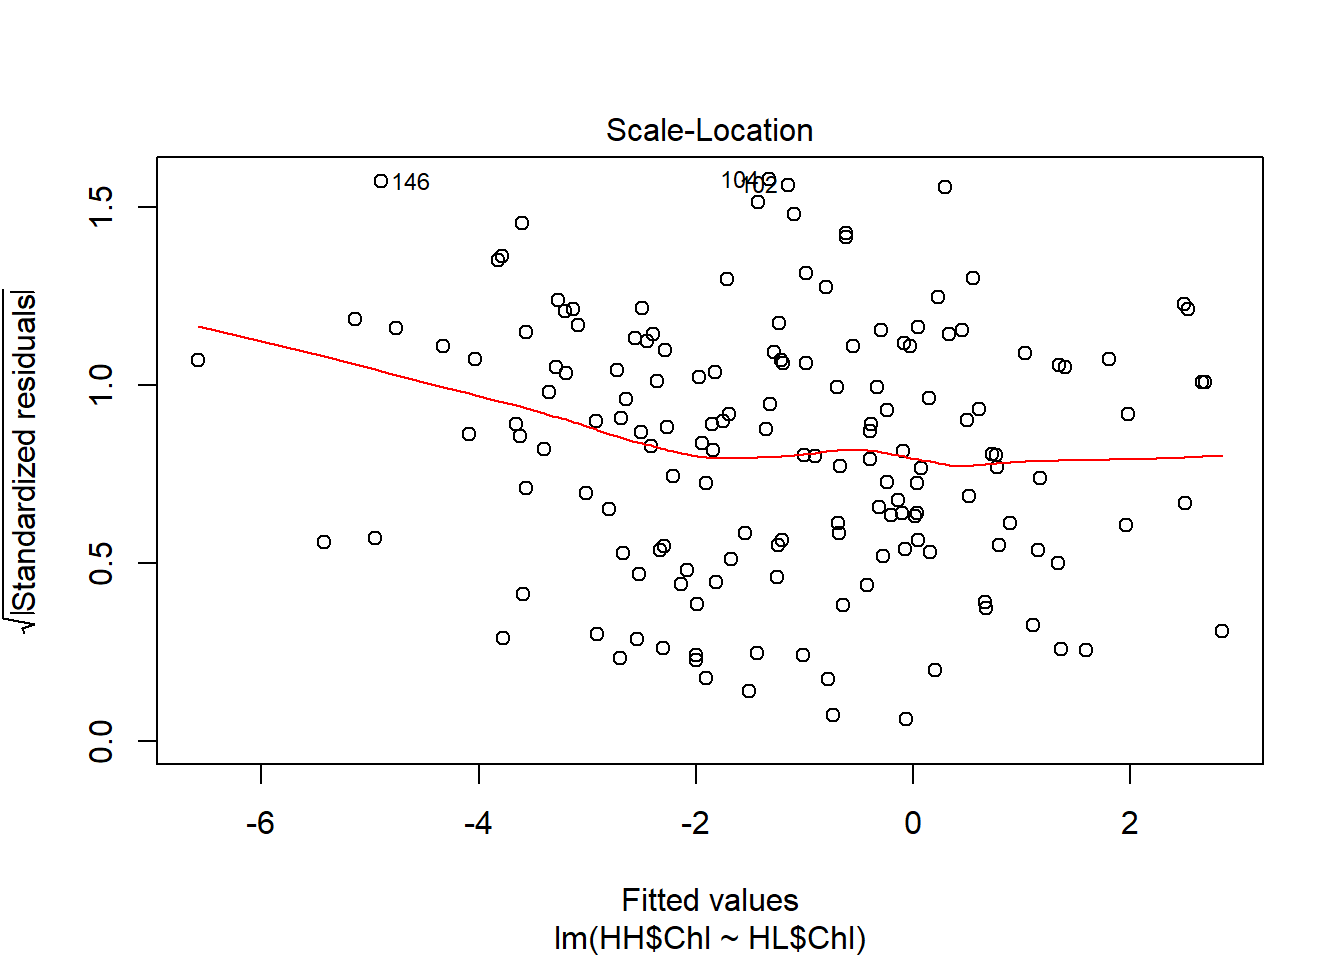 Scale-Location
146
104
102
√|Standardized residuals|
0.0 0.5 1.0 1.5
-6 -4 -2 0 2
Fitted values
lm(HH$Chl ~ HL$Chl)